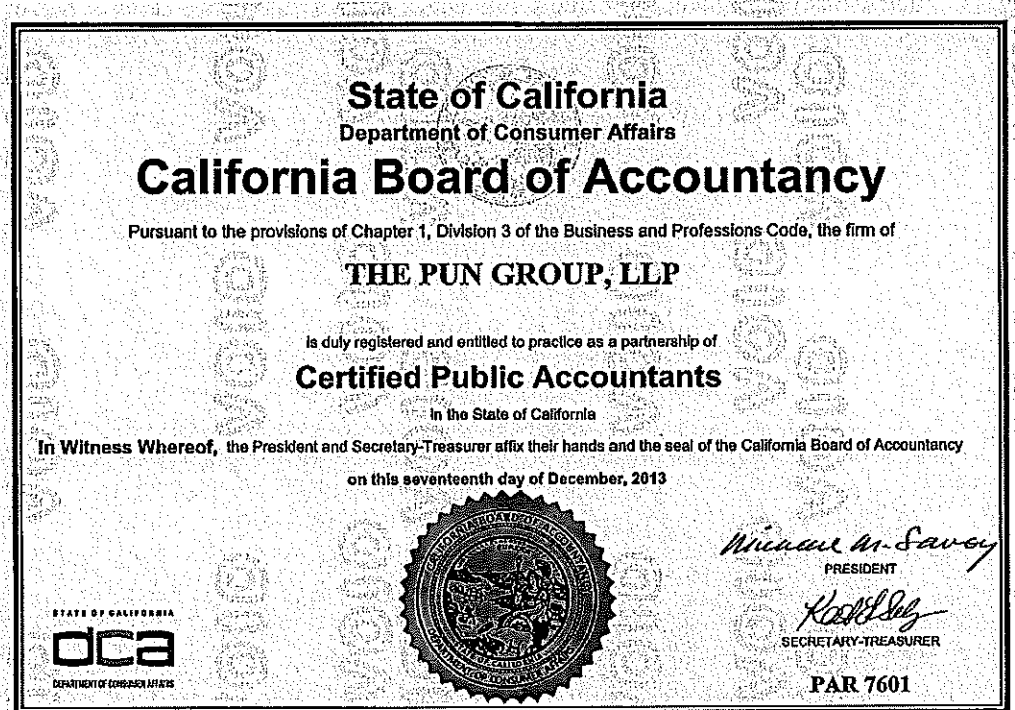 State of California
Department of Consumer Affairs
California Board of Accountancy
Pursuant to the provisions of Chapter 1, Division 3 of the Business and Professions Code, the firm of
THE PUN GROUP, LLP
is duly registered and entitled to practice as a partnership of
Certified Public Accountants
in the State of California
In Witness Whereof, the President and Secretary-Treasurer affix their hands and the seal of the California Board of Accountancy
on this seventeenth day of December, 2013
PRESIDENT
SECRETARY-TREASURER
STATE OF CALIFORNIA
dca
DEPARTMENT OF CONSUMER AFFAIRS
PAR 7601